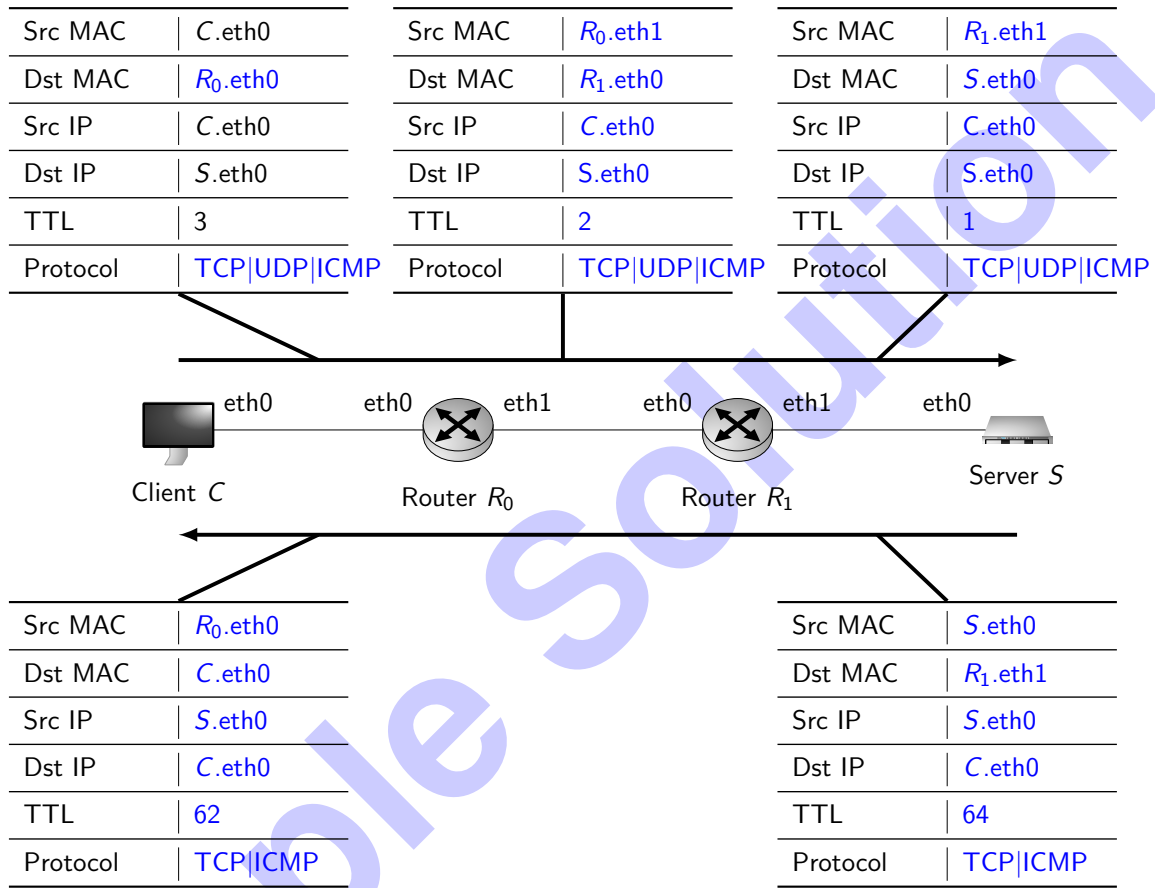 Src MAC C.eth0 Src MAC R₀.eth1 Src MAC R₁.eth1
Dst MAC R₀.eth0 Dst MAC R₁.eth0 Dst MAC S.eth0
Src IP C.eth0 Src IP C.eth0 Src IP C.eth0
Dst IP S.eth0 Dst IP S.eth0 Dst IP S.eth0
TTL 3 TTL 2 TTL 1
Protocol TCP|UDP|ICMP Protocol TCP|UDP|ICMP Protocol TCP|UDP|ICMP
eth0 eth0 eth1 eth0 eth1 eth0
Client C Router R₀ Router R₁ Server S
Src MAC R₀.eth0 Src MAC S.eth0
Dst MAC C.eth0 Dst MAC R₁.eth1
Src IP S.eth0 Src IP S.eth0
Dst IP C.eth0 Dst IP C.eth0
TTL 62 TTL 64
Protocol TCP|ICMP Protocol TCP|ICMP
ple Solution